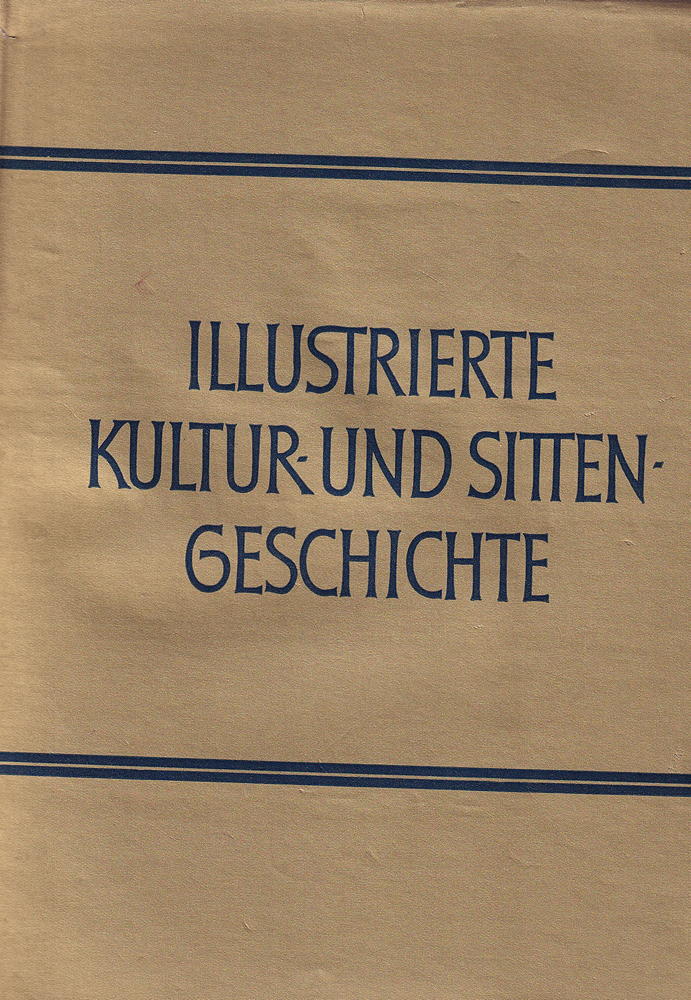 ILLUSTRIERTE
KULTUR- UND SITTEN-
GESCHICHTE